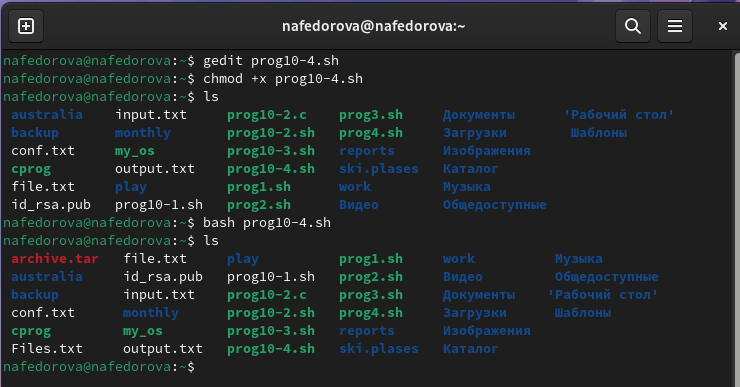 nafedorova@nafedorova:~
nafedorova@nafedorova:~$ gedit prog10-4.sh
nafedorova@nafedorova:~$ chmod +x prog10-4.sh
nafedorova@nafedorova:~$ ls
australia input.txt prog10-2.c prog3.sh Документы 'Рабочий стол'
backup monthly prog10-2.sh prog4.sh Загрузки Шаблоны
conf.txt my_os prog10-3.sh reports Изображения
cprog output.txt prog10-4.sh ski.plases Каталог
file.txt play prog1.sh work Музыка
id_rsa.pub prog10-1.sh prog2.sh Видео Общедоступные
nafedorova@nafedorova:~$ bash prog10-4.sh
nafedorova@nafedorova:~$ ls
archive.tar file.txt play prog1.sh work Музыка
australia id_rsa.pub prog10-1.sh prog2.sh Видео Общедоступные
backup input.txt prog10-2.c prog3.sh Документы 'Рабочий стол'
conf.txt monthly prog10-2.sh prog4.sh Загрузки Шаблоны
cprog my_os prog10-3.sh reports Изображения
Files.txt output.txt prog10-4.sh ski.plases Каталог
nafedorova@nafedorova:~$